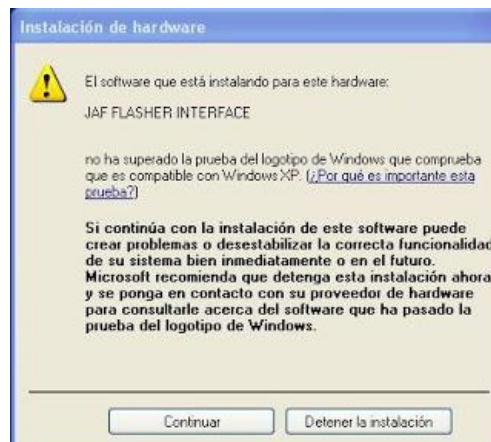 Instalación de hardware
El software que está instalando para este hardware:
JAF FLASHER INTERFACE
no ha superado la prueba del logotipo de Windows que comprueba
que es compatible con Windows XP. (¿Por qué es importante esta
prueba?)
Si continúa con la instalación de este software puede
crear problemas o desestabilizar la correcta funcionalidad
de su sistema bien inmediatamente o en el futuro.
Microsoft recomienda que detenga esta instalación ahora
y se ponga en contacto con su proveedor de hardware
para consultarle acerca del software que ha pasado la
prueba del logotipo de Windows.
Continuar
Detener la instalación